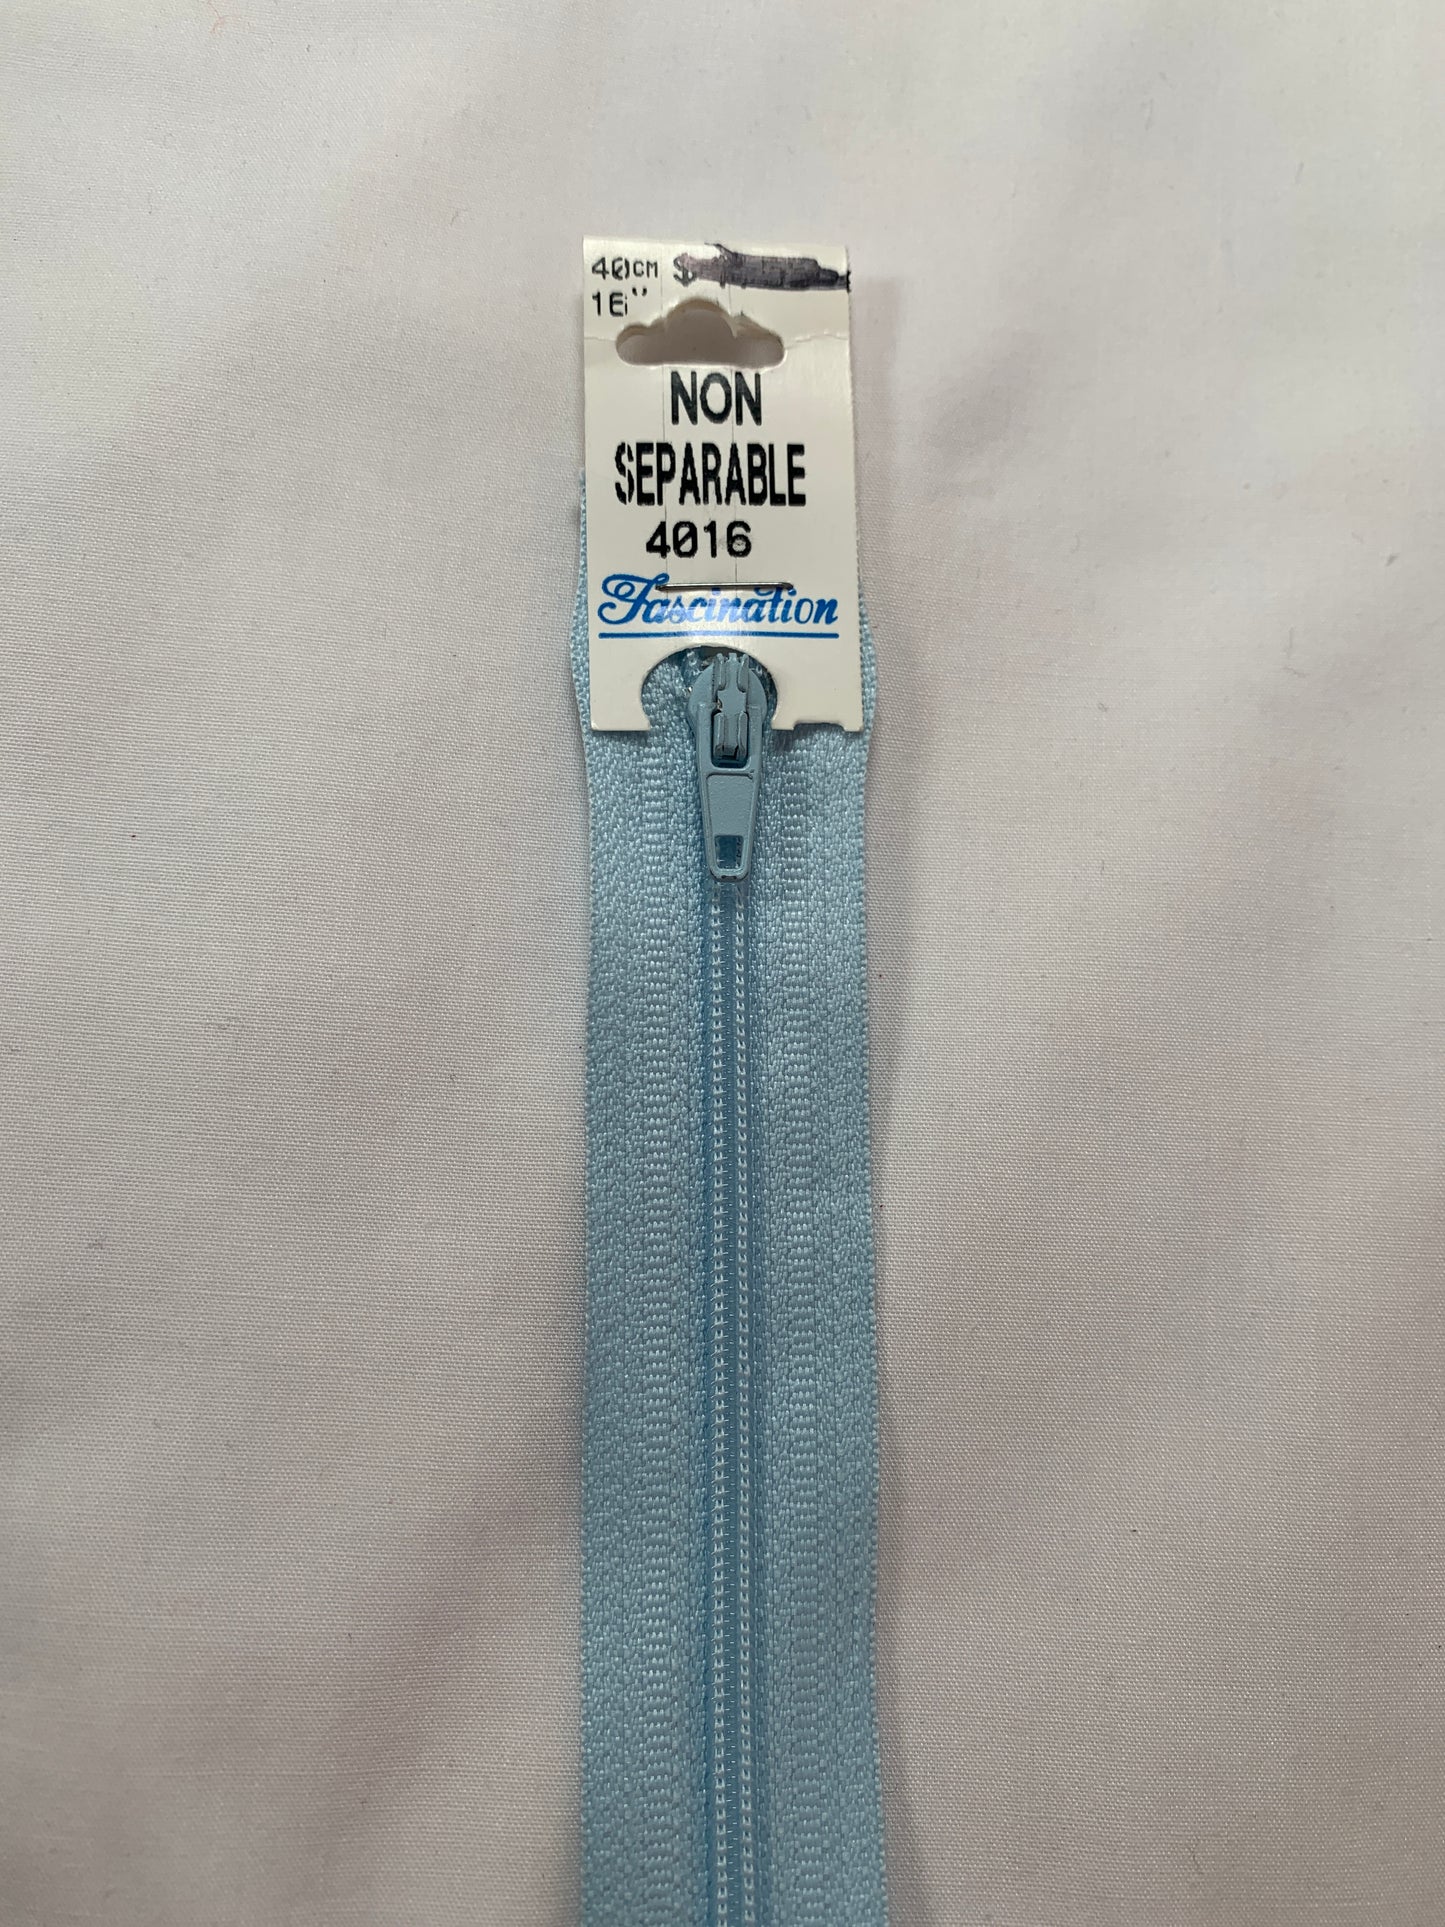 40CM $
16"
NON
SEPARABLE
4016
Fascination